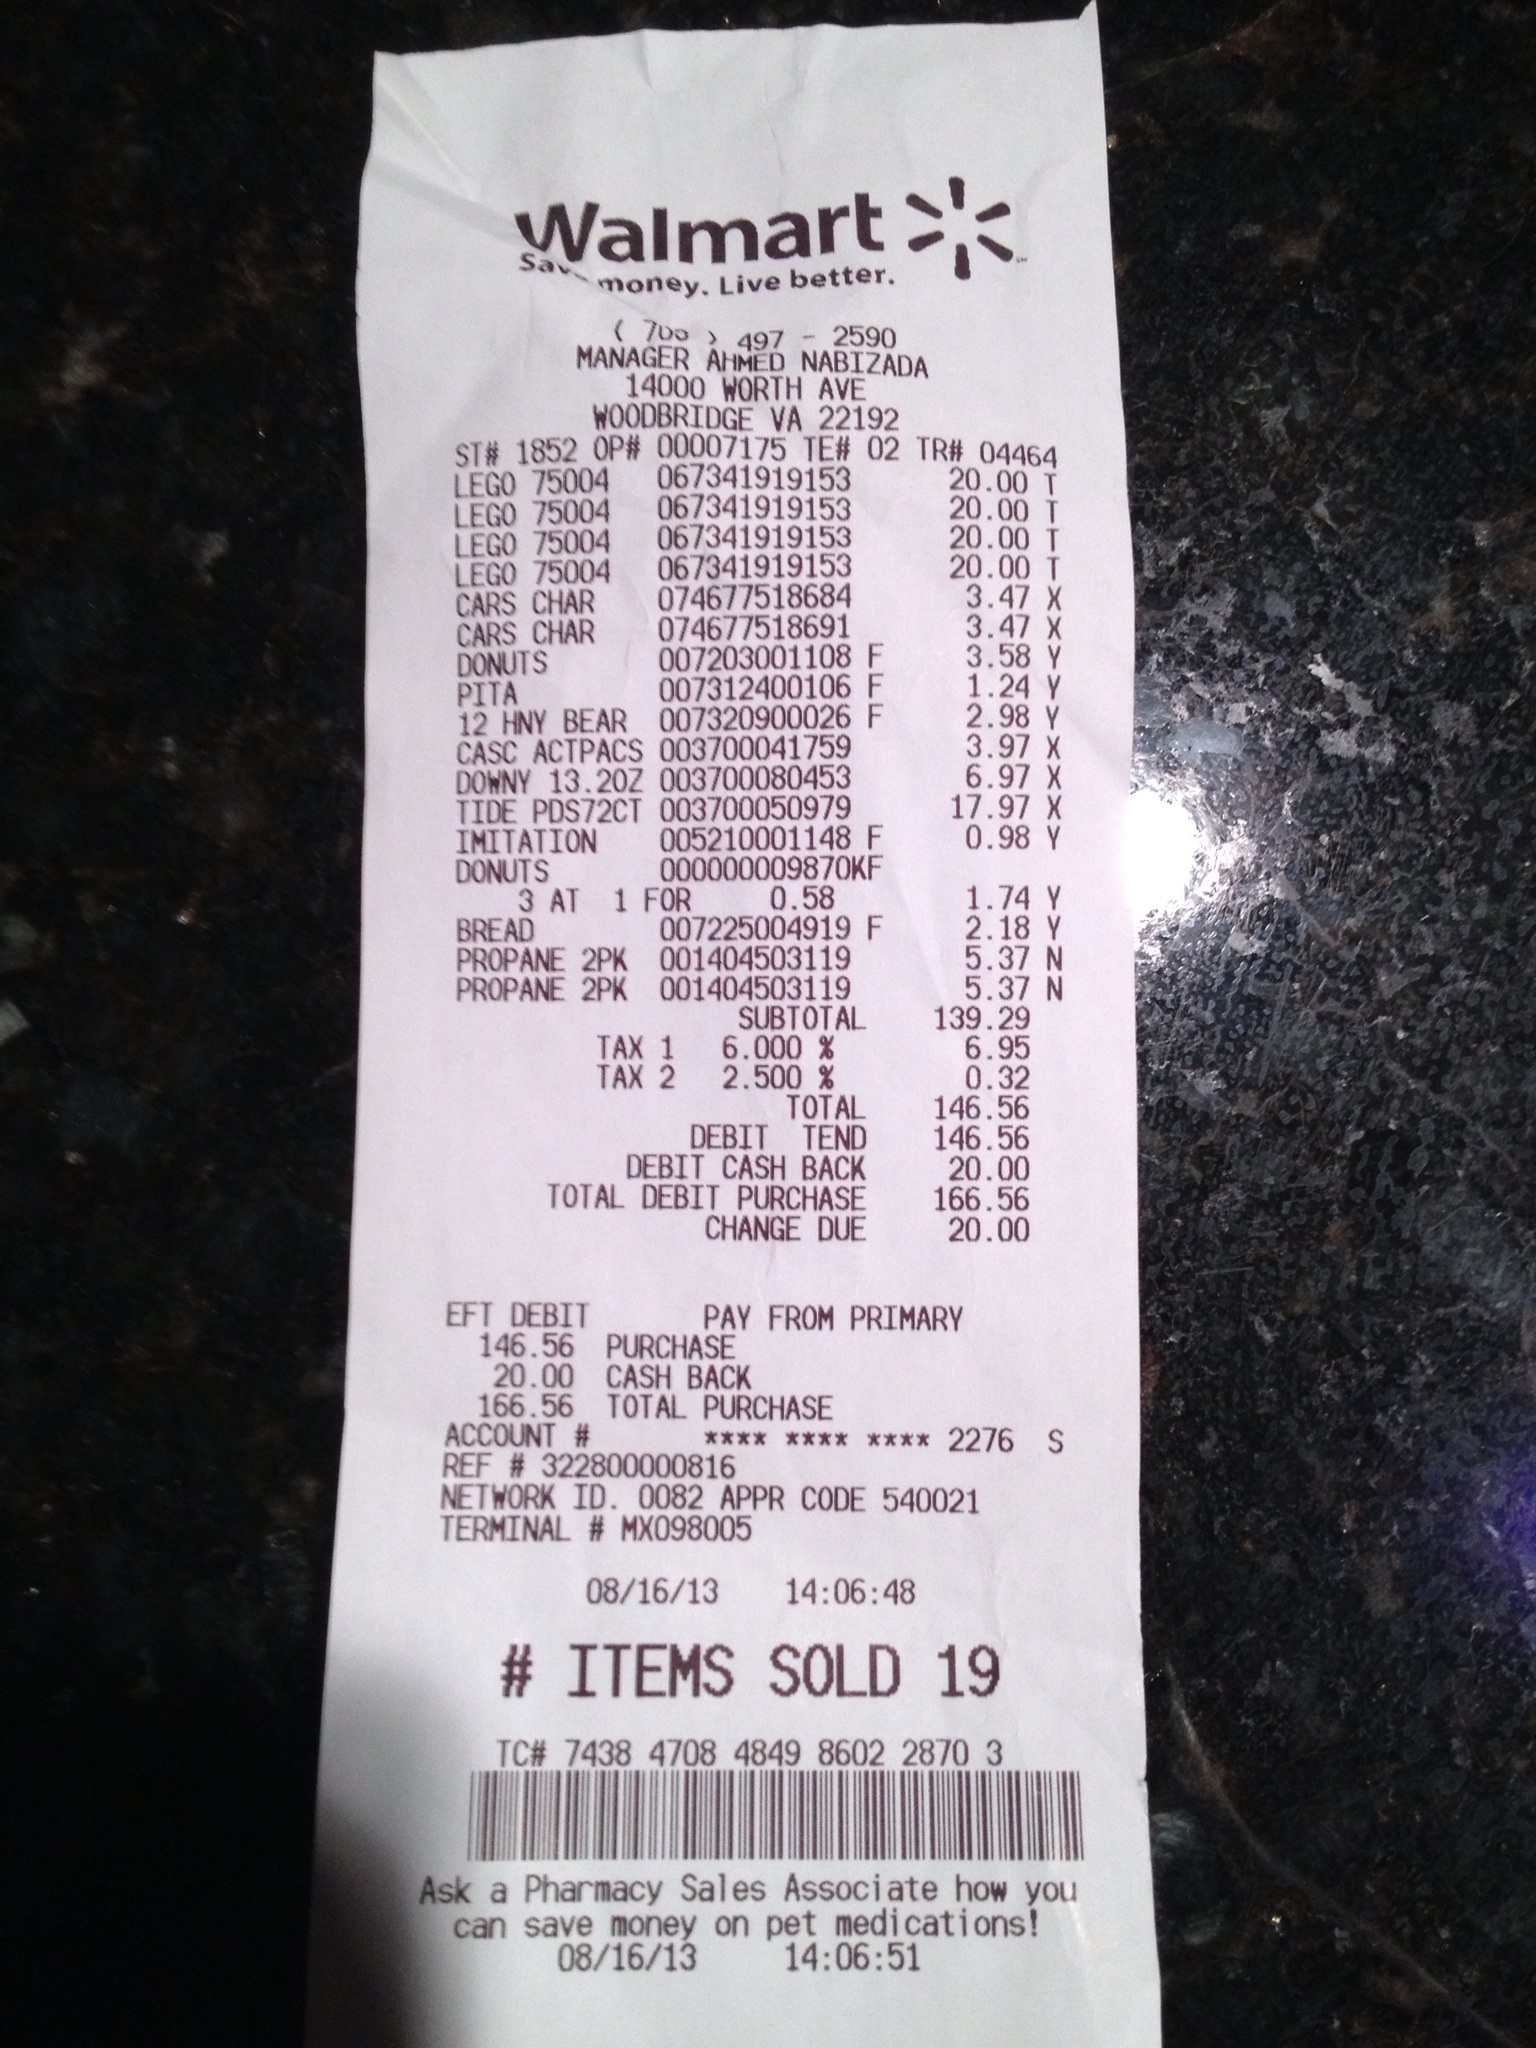 Walmart
Save money. Live better.
( 703 ) 497 - 2590
MANAGER AHMED NABIZADA
14000 WORTH AVE
WOODBRIDGE VA 22192
ST# 1852 OP# 00007175 TE# 02 TR# 04464
LEGO 75004 067341919153 20.00 T
LEGO 75004 067341919153 20.00 T
LEGO 75004 067341919153 20.00 T
LEGO 75004 067341919153 20.00 T
CARS CHAR 074677518684 3.47 X
CARS CHAR 074677518691 3.47 X
DONUTS 007203001108 F 3.58 Y
PITA 007312400106 F 1.24 Y
12 HNY BEAR 007320900026 F 2.98 Y
CASC ACTPACS 003700041759 3.97 X
DOWNY 13.2OZ 003700080453 6.97 X
TIDE PDS72CT 003700050979 17.97 X
IMITATION 005210001148 F 0.98 Y
DONUTS 000000009870KF
3 AT 1 FOR 0.58 1.74 Y
BREAD 007225004919 F 2.18 Y
PROPANE 2PK 001404503119 5.37 N
PROPANE 2PK 001404503119 5.37 N
SUBTOTAL 139.29
TAX 1 6.000 % 6.95
TAX 2 2.500 % 0.32
TOTAL 146.56
DEBIT TEND 146.56
DEBIT CASH BACK 20.00
TOTAL DEBIT PURCHASE 166.56
CHANGE DUE 20.00
EFT DEBIT PAY FROM PRIMARY
146.56 PURCHASE
20.00 CASH BACK
166.56 TOTAL PURCHASE
ACCOUNT # **** **** **** 2276 S
REF # 322800000816
NETWORK ID. 0082 APPR CODE 540021
TERMINAL # MX098005
08/16/13 14:06:48
# ITEMS SOLD 19
TC# 7438 4708 4849 8602 2870 3
Ask a Pharmacy Sales Associate how you
can save money on pet medications!
08/16/13 14:06:51